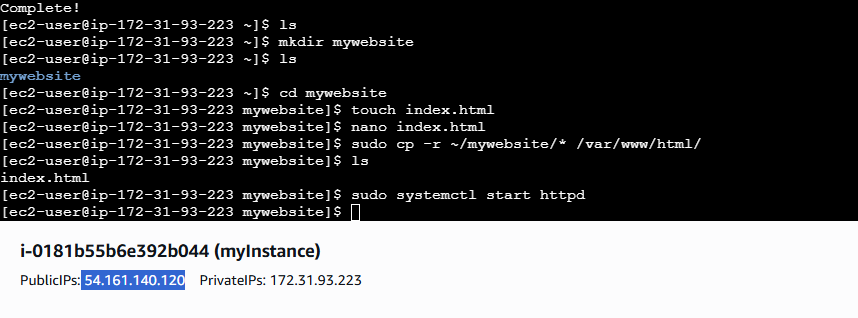 Complete!
[ec2-user@ip-172-31-93-223 ~]$ ls
[ec2-user@ip-172-31-93-223 ~]$ mkdir mywebsite
[ec2-user@ip-172-31-93-223 ~]$ ls
mywebsite
[ec2-user@ip-172-31-93-223 ~]$ cd mywebsite
[ec2-user@ip-172-31-93-223 mywebsite]$ touch index.html
[ec2-user@ip-172-31-93-223 mywebsite]$ nano index.html
[ec2-user@ip-172-31-93-223 mywebsite]$ sudo cp -r ~/mywebsite/* /var/www/html/
[ec2-user@ip-172-31-93-223 mywebsite]$ ls
index.html
[ec2-user@ip-172-31-93-223 mywebsite]$ sudo systemctl start httpd
[ec2-user@ip-172-31-93-223 mywebsite]$
i-0181b55b6e392b044 (myInstance)
PublicIPs: 54.161.140.120 PrivateIPs: 172.31.93.223